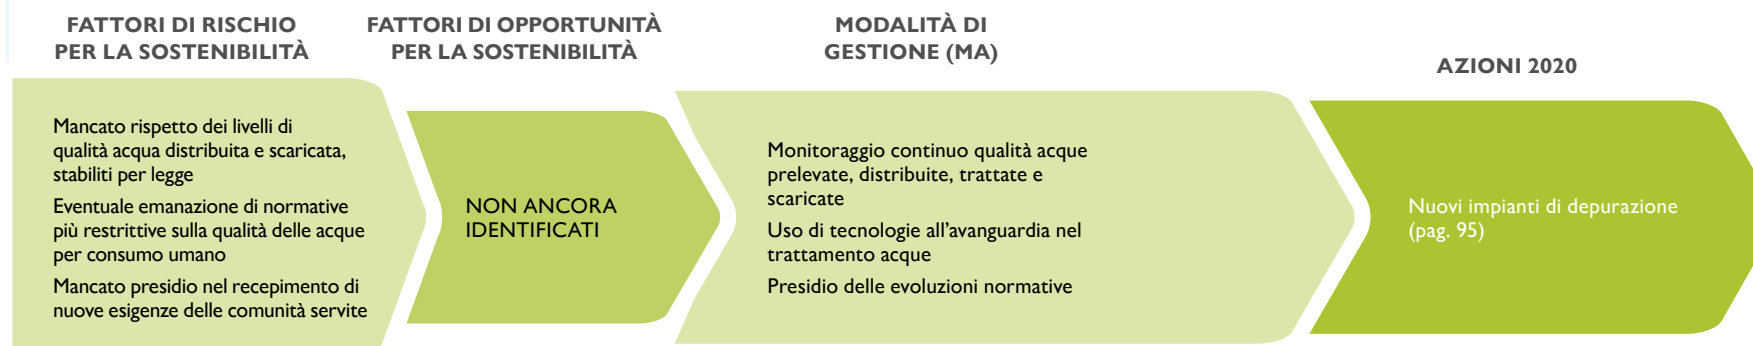 FATTORI DI RISCHIO
PER LA SOSTENIBILITÀ
Mancato rispetto dei livelli di
qualità acqua distribuita e scaricata,
stabiliti per legge
Eventuale emanazione di normative
più restrittive sulla qualità delle acque
per consumo umano
Mancato presidio nel recepimento di
nuove esigenze delle comunità servite
FATTORI DI OPPORTUNITÀ
PER LA SOSTENIBILITÀ
NON ANCORA
IDENTIFICATI
MODALITÀ DI
GESTIONE (MA)
Monitoraggio continuo qualità acque
prelevate, distribuite, trattate e
scaricate
Uso di tecnologie all’avanguardia nel
trattamento acque
Presidio delle evoluzioni normative
AZIONI 2020
Nuovi impianti di depurazione
(pag. 95)